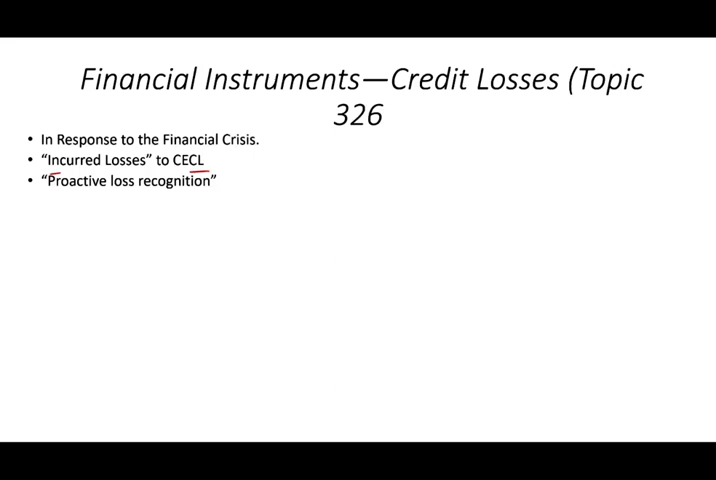 Financial Instruments—Credit Losses (Topic
326
• In Response to the Financial Crisis.
• “Incurred Losses” to CECL
• “Proactive loss recognition”